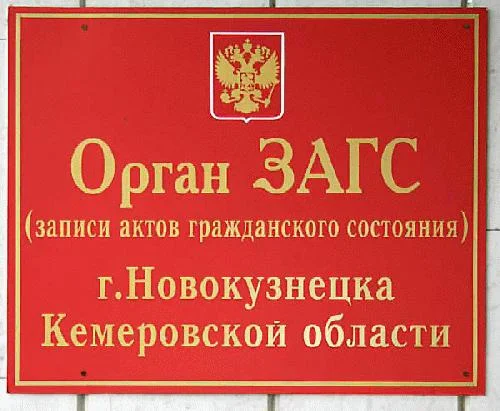 Орган ЗАГС
(записи актов гражданского состояния)
г.Новокузнецка
Кемеровской области